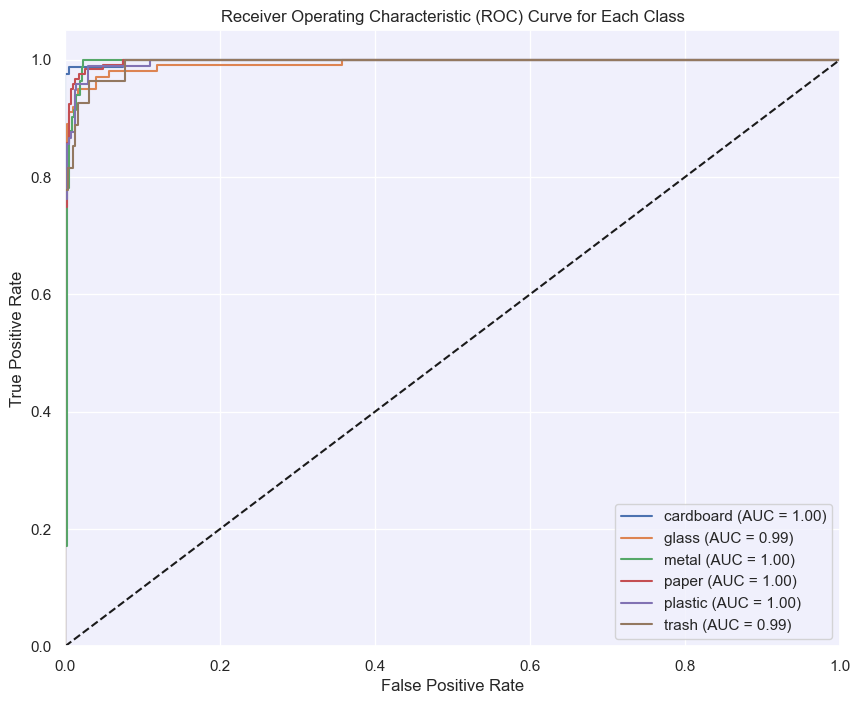 Receiver Operating Characteristic (ROC) Curve for Each Class
1.0
0.8
0.6
0.4
0.2
0.0
True Positive Rate
0.0 0.2 0.4 0.6 0.8 1.0
False Positive Rate
cardboard (AUC = 1.00)
glass (AUC = 0.99)
metal (AUC = 1.00)
paper (AUC = 1.00)
plastic (AUC = 1.00)
trash (AUC = 0.99)